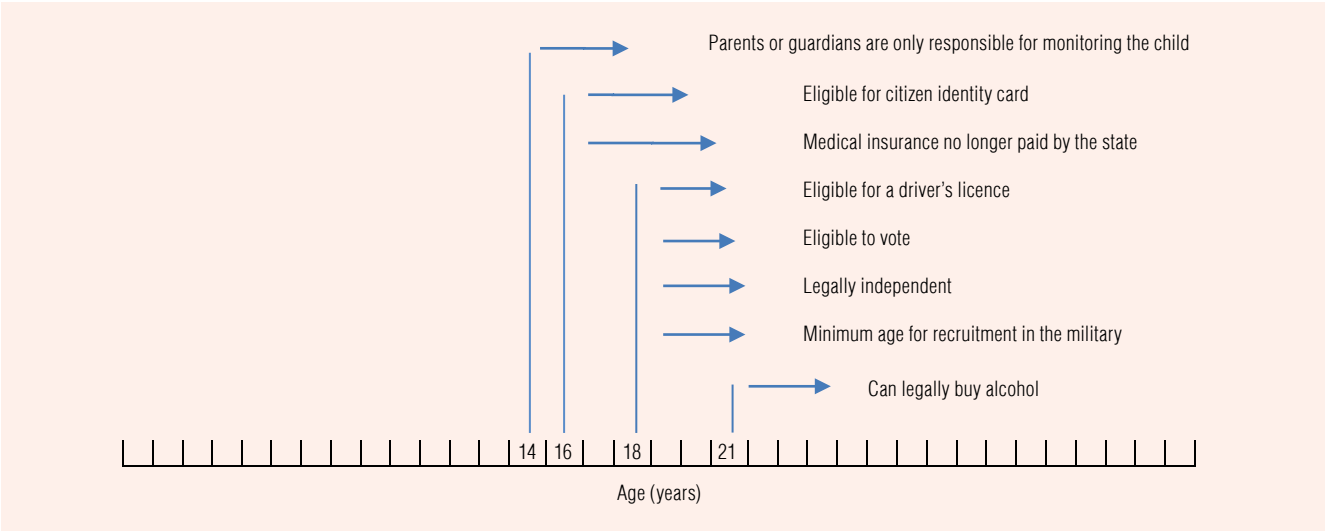 Parents or guardians are only responsible for monitoring the child
Eligible for citizen identity card
Medical insurance no longer paid by the state
Eligible for a driver’s licence
Eligible to vote
Legally independent
Minimum age for recruitment in the military
Can legally buy alcohol
14 16 18 21
Age (years)